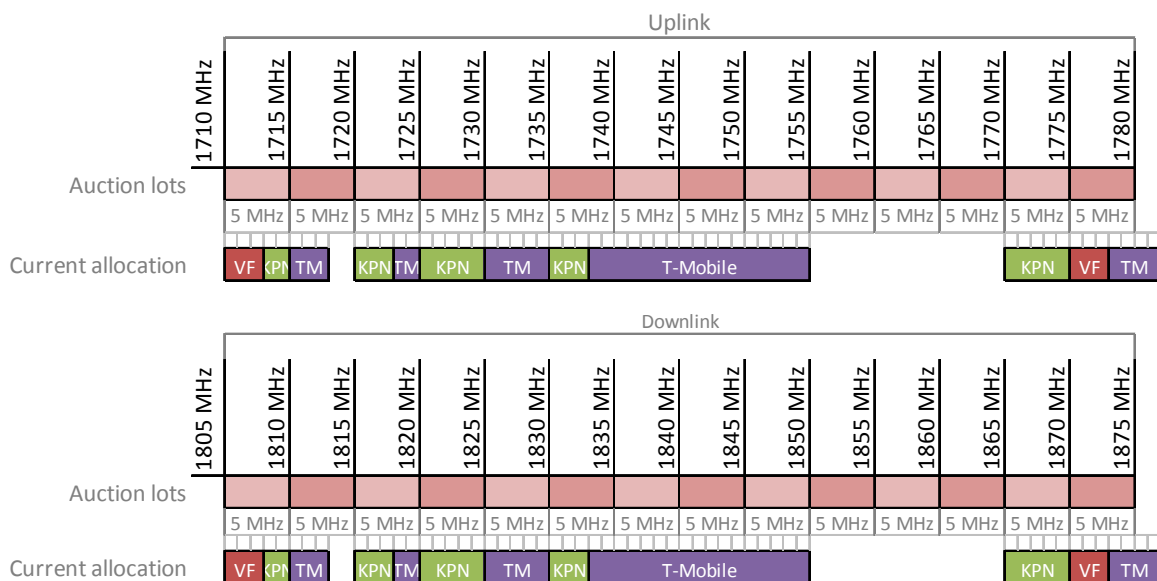 Uplink
1710 MHz 1715 MHz 1720 MHz 1725 MHz 1730 MHz 1735 MHz 1740 MHz 1745 MHz 1750 MHz 1755 MHz 1760 MHz 1765 MHz 1770 MHz 1775 MHz 1780 MHz
Auction lots
5 MHz 5 MHz 5 MHz 5 MHz 5 MHz 5 MHz 5 MHz 5 MHz 5 MHz 5 MHz 5 MHz 5 MHz 5 MHz 5 MHz
Current allocation VF KPN TM KPN TM KPN TM KPN T-Mobile KPN VF TM
Downlink
1805 MHz 1810 MHz 1815 MHz 1820 MHz 1825 MHz 1830 MHz 1835 MHz 1840 MHz 1845 MHz 1850 MHz 1855 MHz 1860 MHz 1865 MHz 1870 MHz 1875 MHz
Auction lots
5 MHz 5 MHz 5 MHz 5 MHz 5 MHz 5 MHz 5 MHz 5 MHz 5 MHz 5 MHz 5 MHz 5 MHz 5 MHz 5 MHz
Current allocation VF KPN TM KPN TM KPN TM KPN T-Mobile KPN VF TM